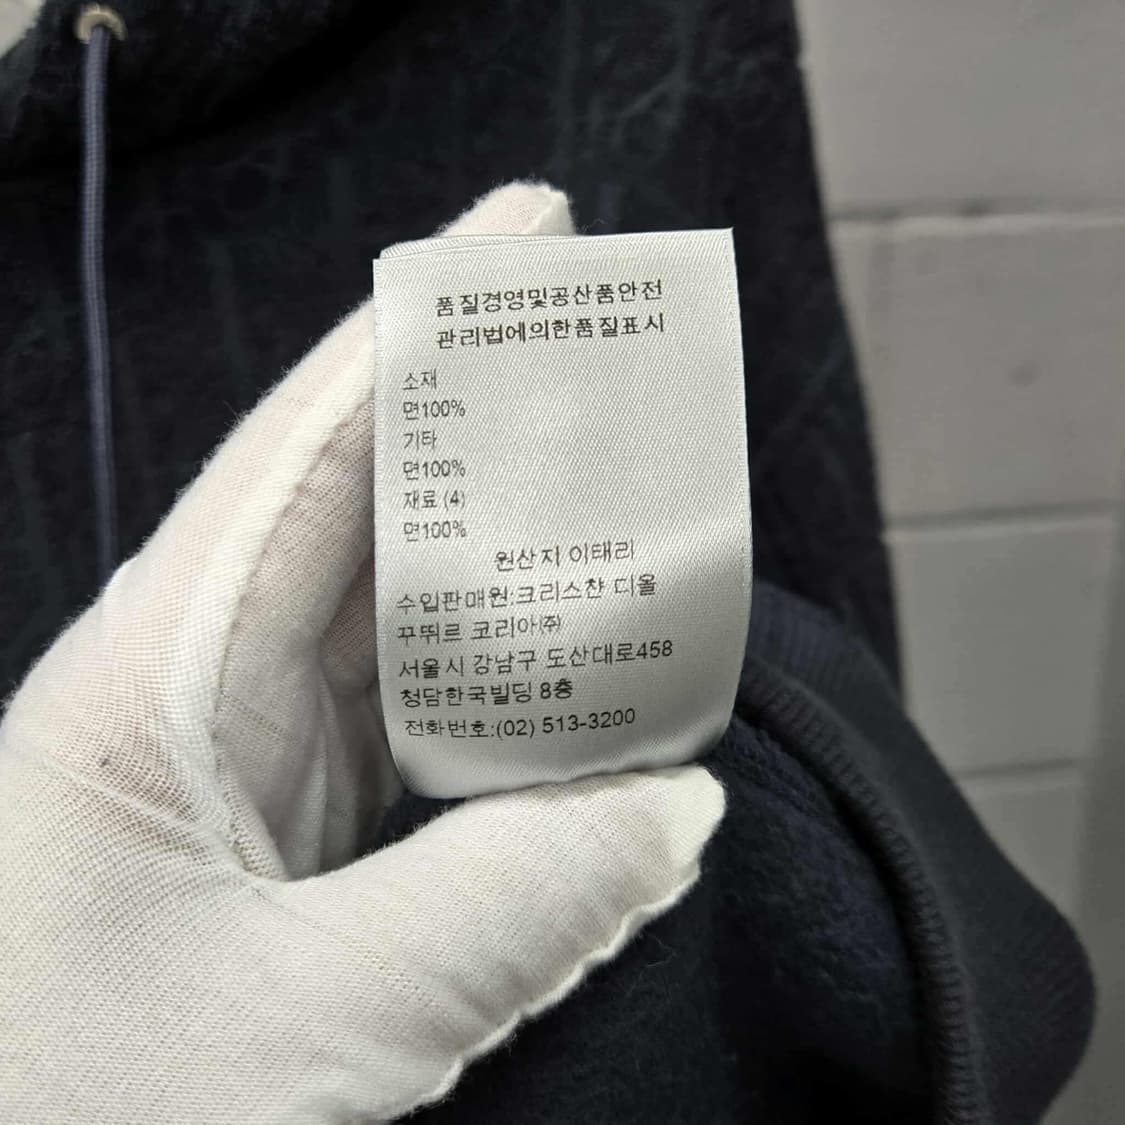 품질경영및공산품안전
관리법에의한품질표시
소재
면100%
기타
면100%
재료 (4)
면100%
원산지 이태리
수입판매원:크리스챤 디올
꾸뛰르 코리아㈜
서울시 강남구 도산대로458
청담한국빌딩 8층
전화번호:(02) 513-3200